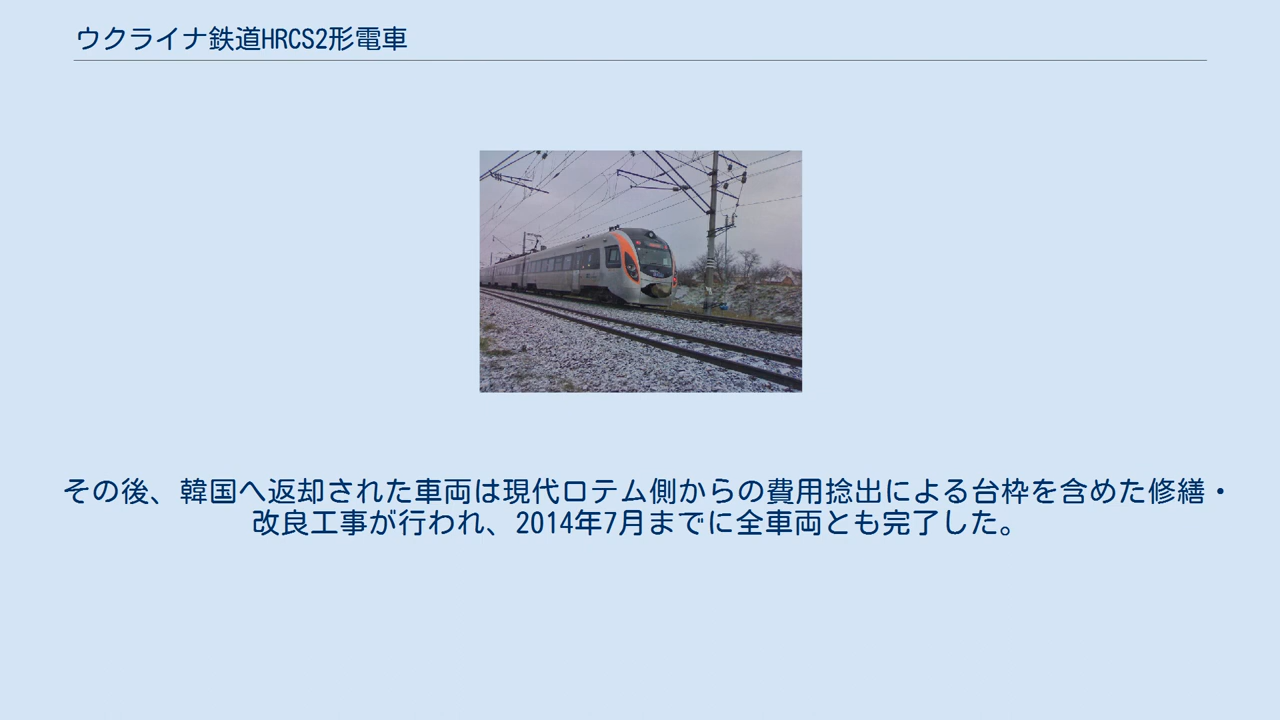 ウクライナ鉄道HRCS2形電車
その後、韓国へ返却された車両は現代ロテム側からの費用捻出による台枠を含めた修繕・
改良工事が行われ、2014年7月までに全車両とも完了した。